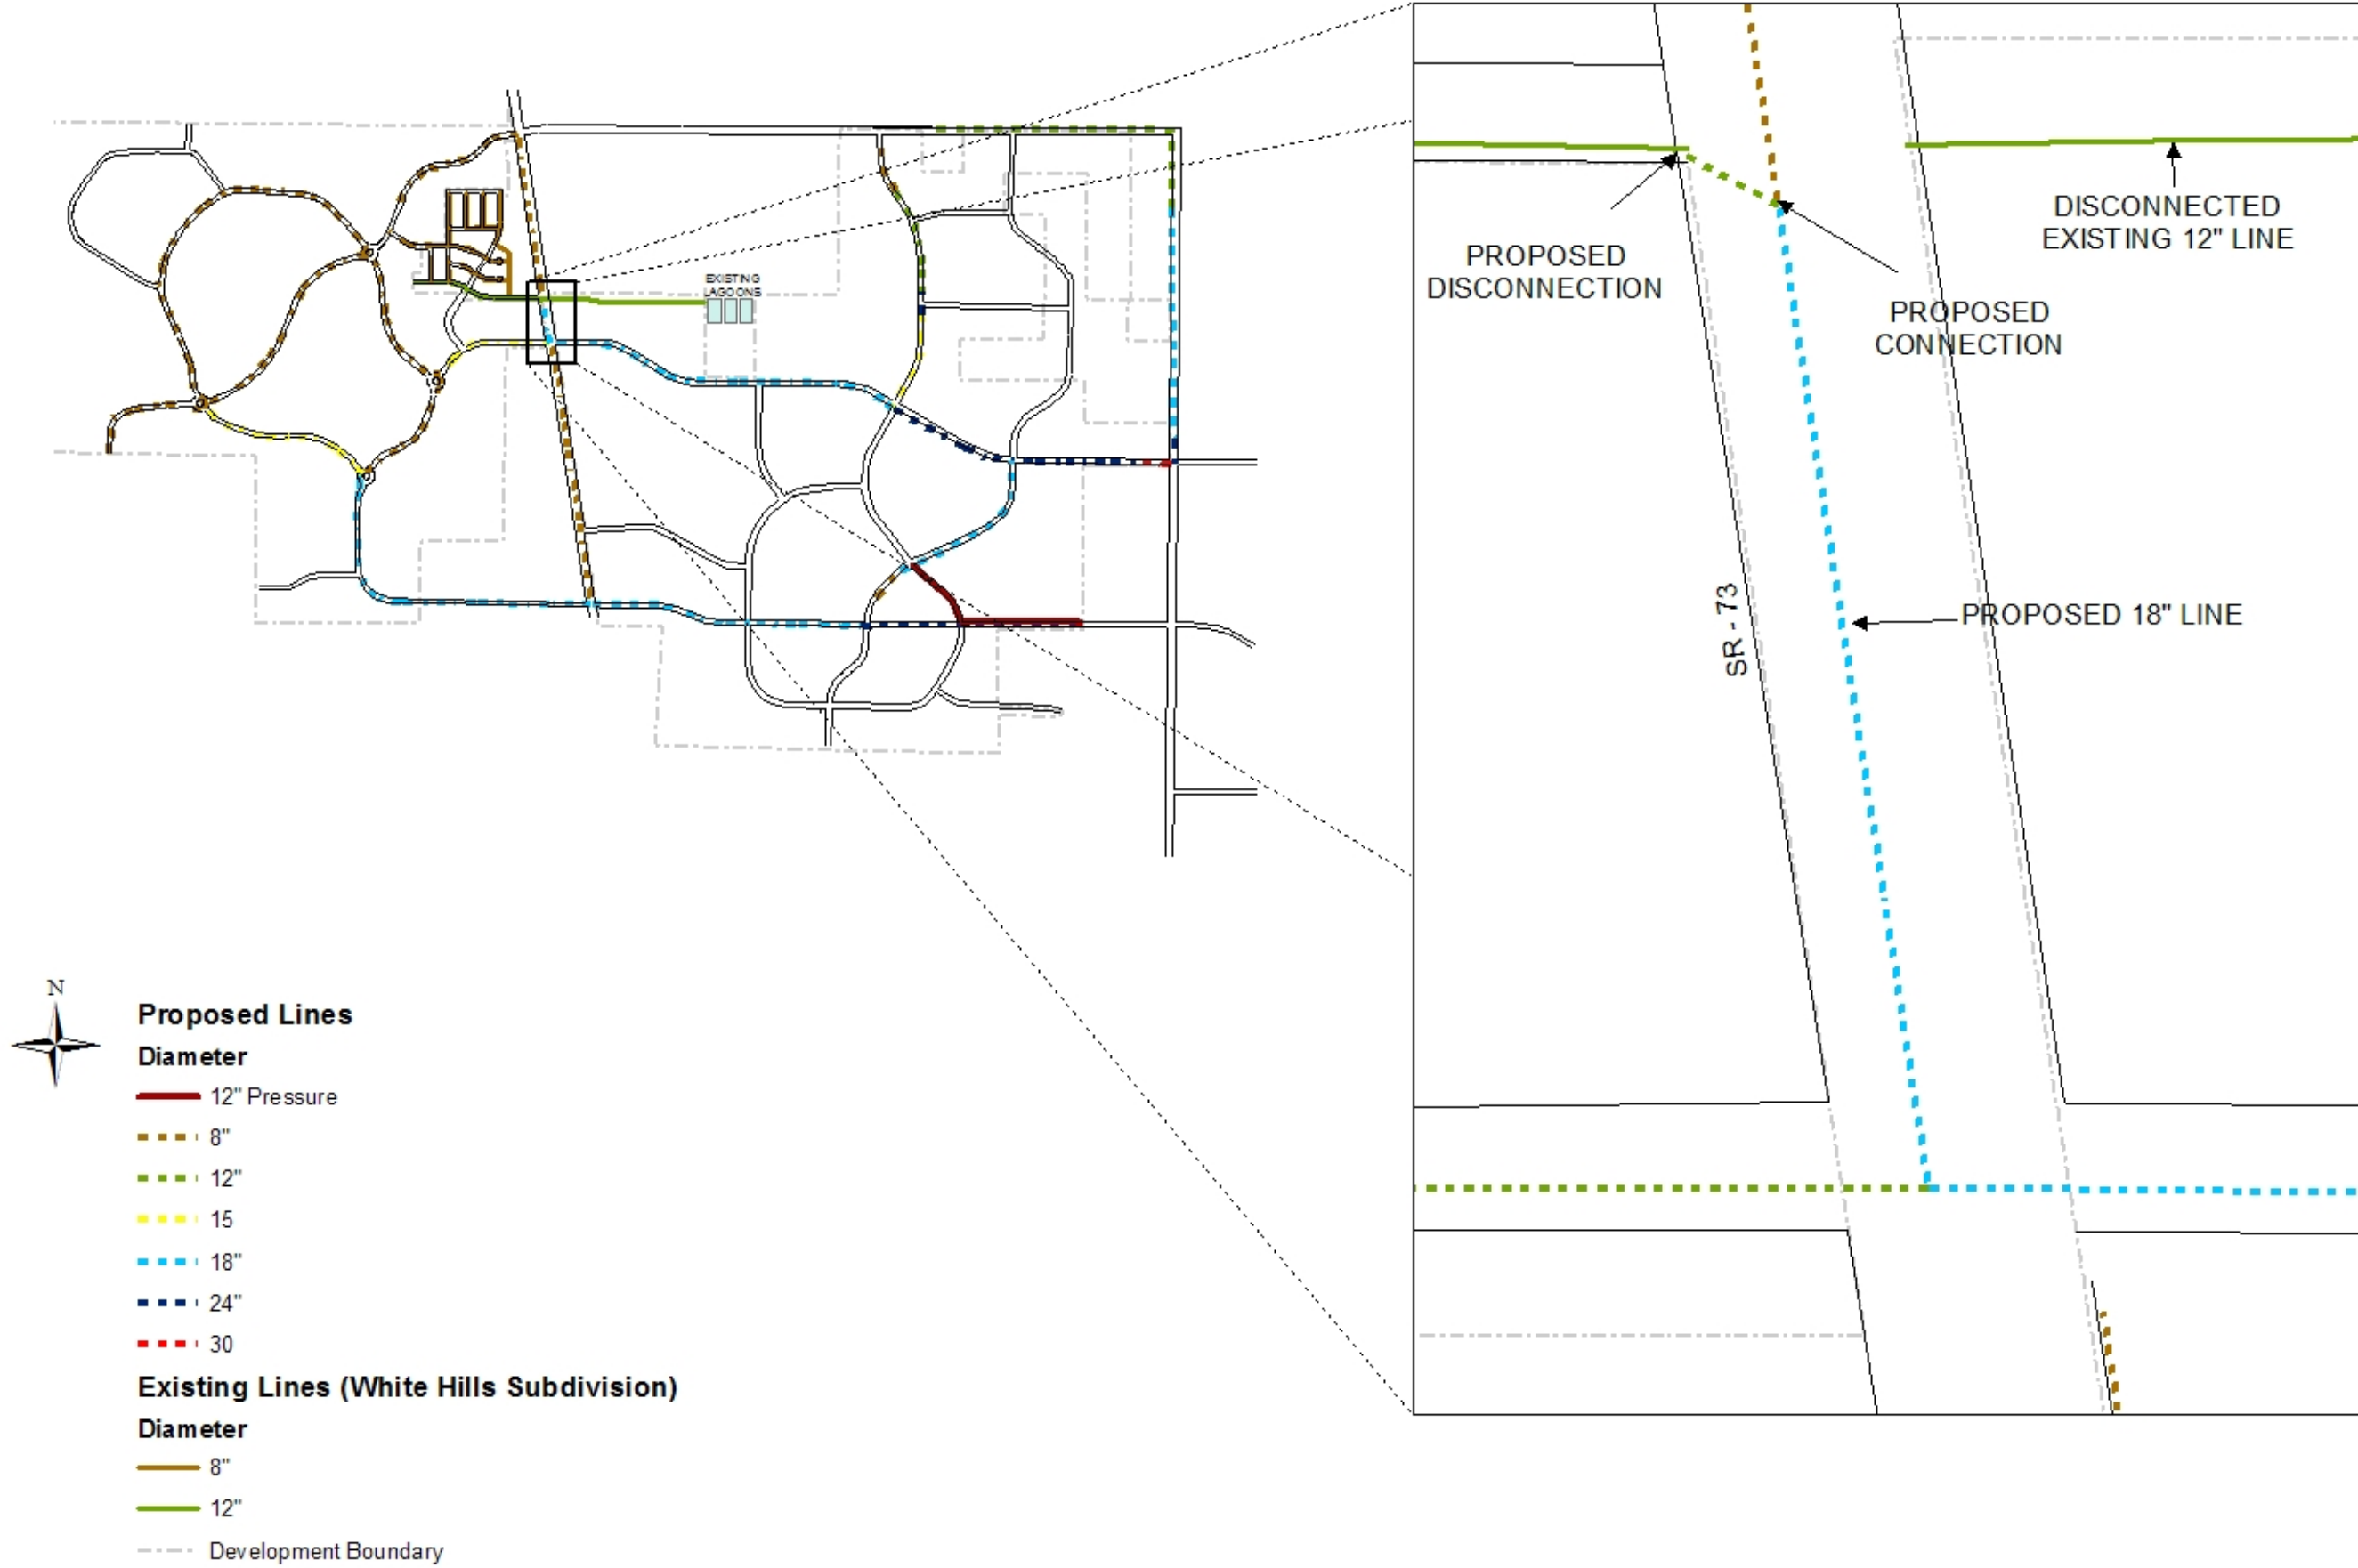 EXISTING
LAGOONS
PROPOSED
DISCONNECTION
DISCONNECTED
EXISTING 12" LINE
PROPOSED
CONNECTION
SR - 73
PROPOSED 18" LINE
N
Proposed Lines
Diameter
12" Pressure
8"
12"
15
18"
24"
30
Existing Lines (White Hills Subdivision)
Diameter
8"
12"
Development Boundary